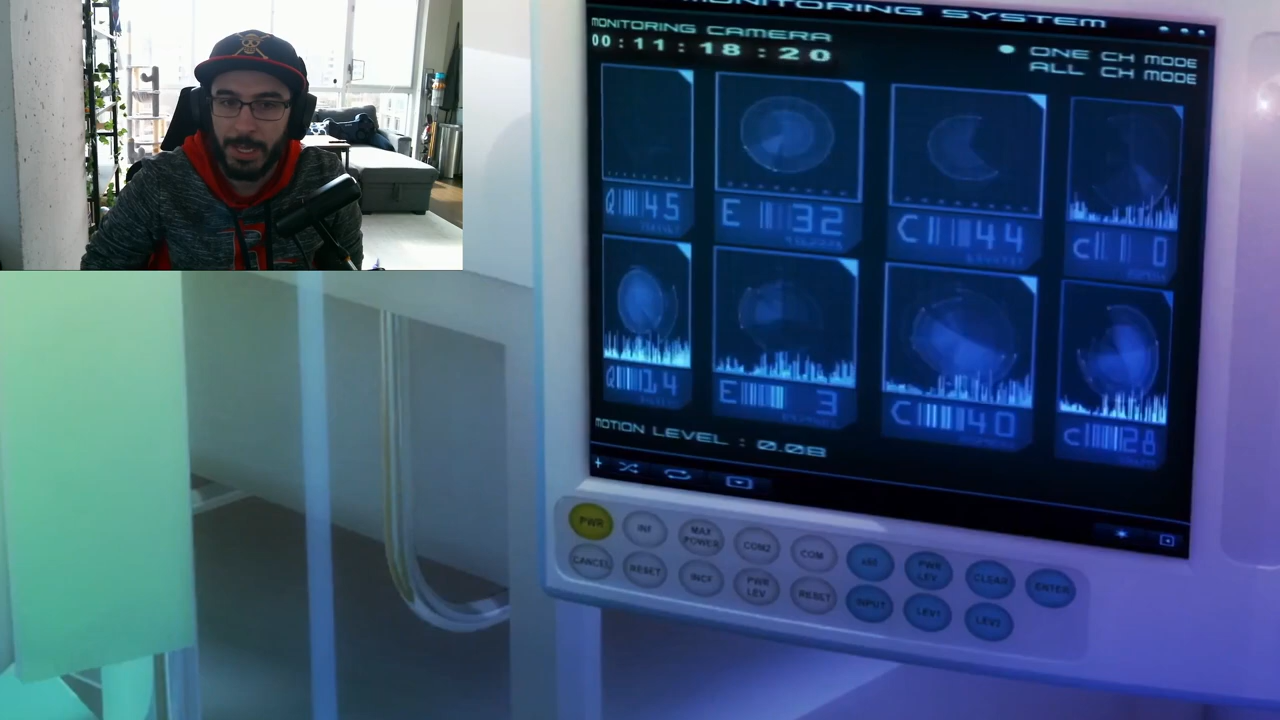 MONITORING SYSTEM
MONITORING CAMERA
00:11:18:20
ONE CH MODE
ALL CH MODE
Q 45
E 32
C 44
C 0
Q 14
E 3
C 40
C 28
MOTION LEVEL : 0.08
PWR
INF
MAX POWER
COM2
COM
PWR LEV
CLEAR
ENTER
CANCEL
RESET
INCF
PWR LEV
RESET
INPUT
LEV1
LEV2